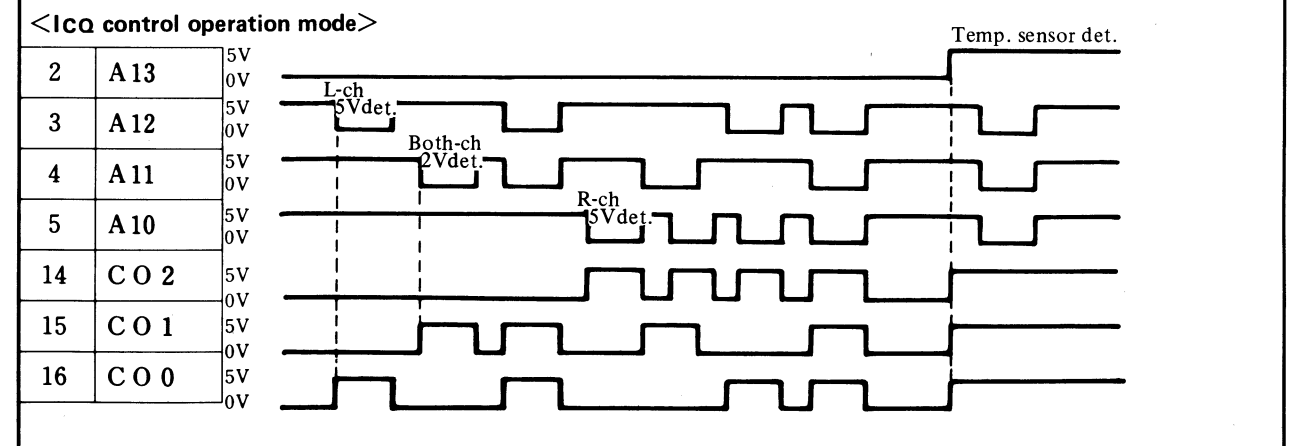 <Icq control operation mode>
Temp. sensor det.
2 A13 5V
0V
L-ch
3 A12 5V 5Vdet.
0V
Both-ch
4 A11 5V 2Vdet.
0V
R-ch
5 A10 5V 5Vdet.
0V
14 CO2 5V
0V
15 CO1 5V
0V
16 CO0 5V
0V